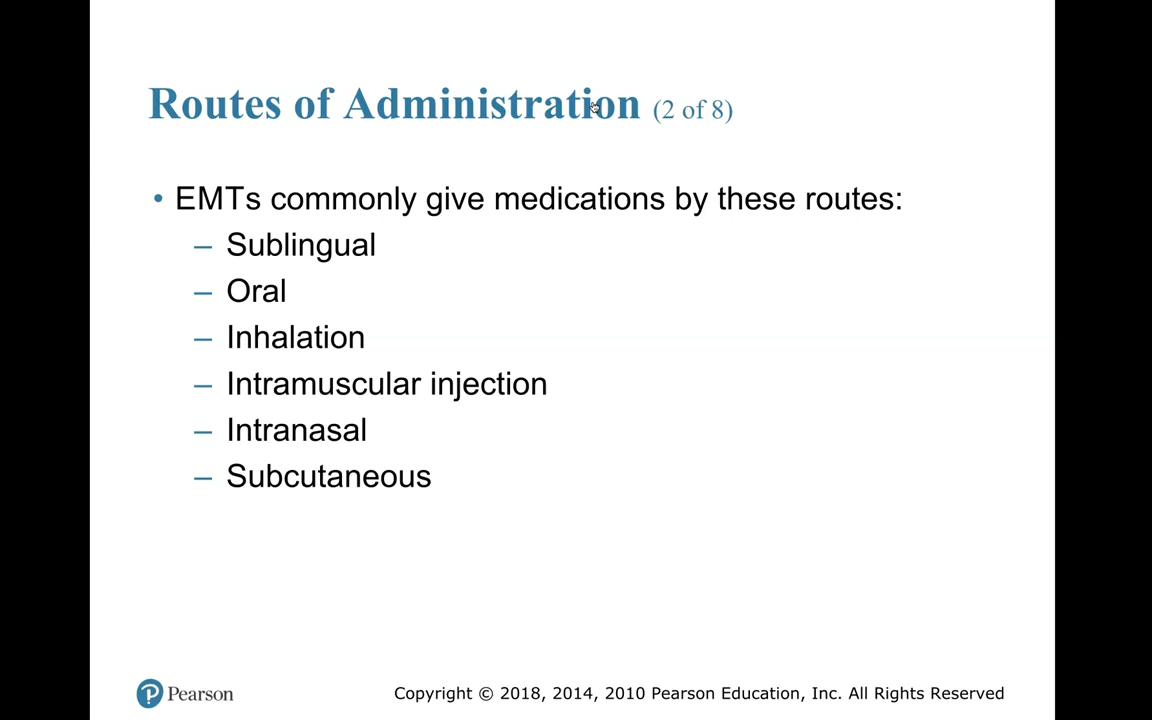 Routes of Administration (2 of 8)
• EMTs commonly give medications by these routes:
– Sublingual
– Oral
– Inhalation
– Intramuscular injection
– Intranasal
– Subcutaneous
Pearson
Copyright © 2018, 2014, 2010 Pearson Education, Inc. All Rights Reserved